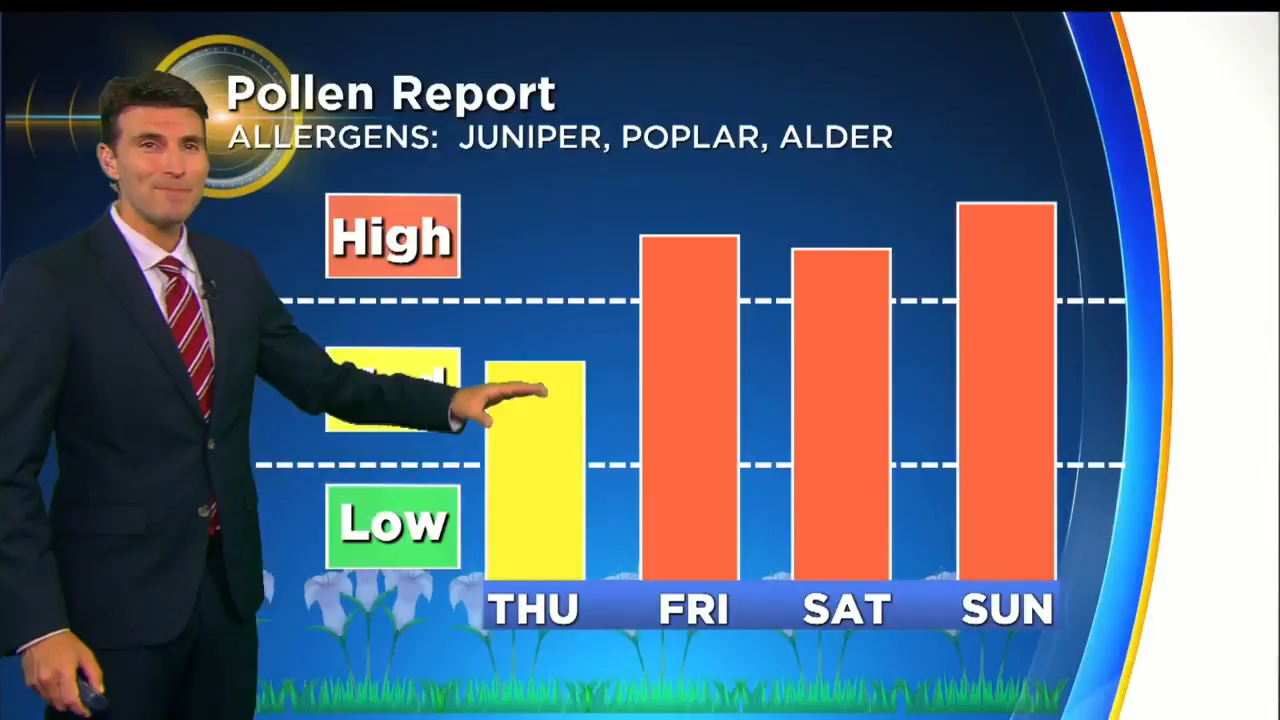 Pollen Report
ALLERGENS: JUNIPER, POPLAR, ALDER
High
Low
THU FRI SAT SUN